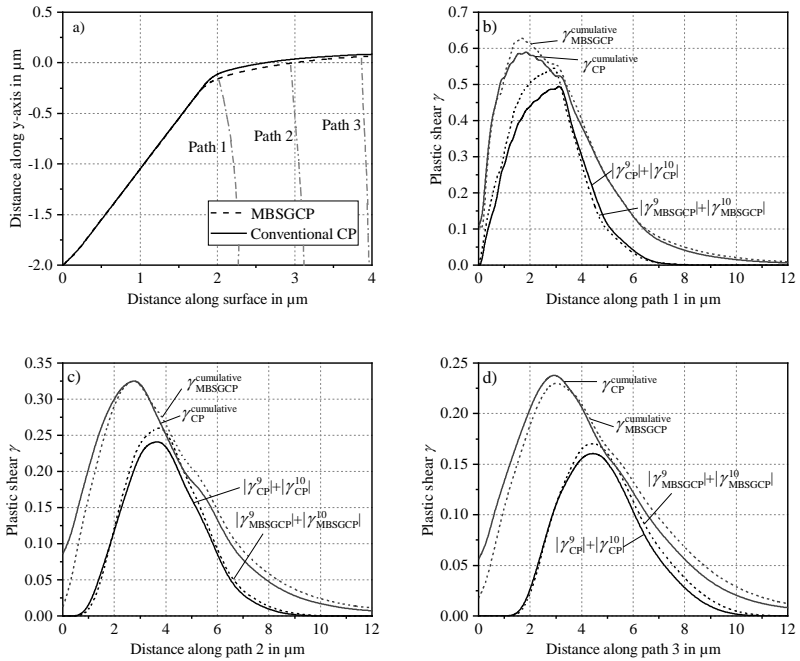 a)
Distance along y-axis in µm
0.5
0.0
-0.5
-1.0
-1.5
-2.0
Path 1
Path 2
Path 3
MBSGCP
Conventional CP
0 1 2 3 4
Distance along surface in µm
b)
Plastic shear γ
0.7
0.6
0.5
0.4
0.3
0.2
0.1
0.0
γ^cumulative_MBSGCP
γ^cumulative_CP
|γ^9_CP|+|γ^10_CP|
|γ^9_MBSGCP|+|γ^10_MBSGCP|
0 2 4 6 8 10 12
Distance along path 1 in µm
c)
Plastic shear γ
0.35
0.30
0.25
0.20
0.15
0.10
0.05
0.00
γ^cumulative_MBSGCP
γ^cumulative_CP
|γ^9_CP|+|γ^10_CP|
|γ^9_MBSGCP|+|γ^10_MBSGCP|
0 2 4 6 8 10 12
Distance along path 2 in µm
d)
Plastic shear γ
0.25
0.20
0.15
0.10
0.05
0.00
γ^cumulative_CP
γ^cumulative_MBSGCP
|γ^9_MBSGCP|+|γ^10_MBSGCP|
|γ^9_CP|+|γ^10_CP|
0 2 4 6 8 10 12
Distance along path 3 in µm